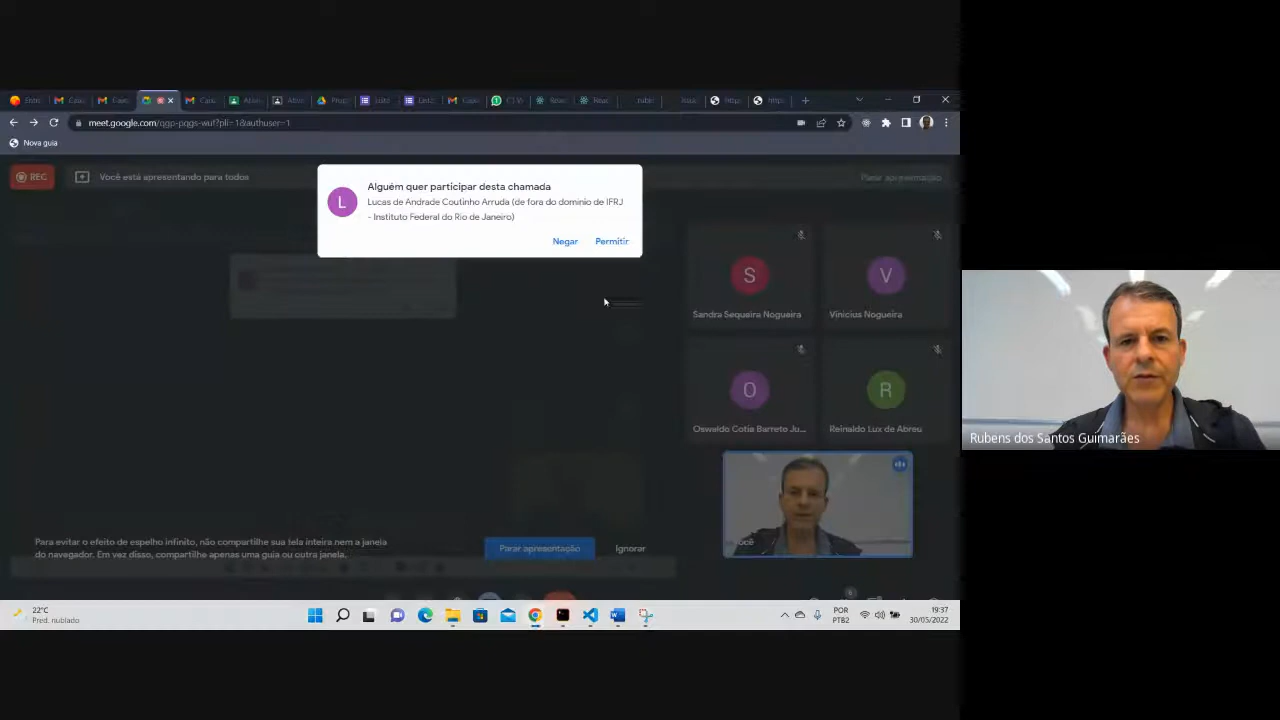 meet.google.com/qgp-pqgs-wut?pli=1&authuser=1
Nova guia
REC
Você está apresentando para todos
Parar apresentação
Alguém quer participar desta chamada
L
Lucas de Andrade Coutinho Arruda (de fora do domínio de IFRJ
- Instituto Federal do Rio de Janeiro)
Negar
Permitir
S
Sandra Sequeira Nogueira
V
Vinicius Nogueira
O
Oswaldo Cotia Barreto Ju...
R
Reinaldo Lux de Abreu
Você
Para evitar o efeito de espelho infinito, não compartilhe sua tela inteira nem a janela
do navegador. Em vez disso, compartilhe apenas uma guia ou outra janela.
Parar apresentação
Ignorar
22°C
Pred. nublado
POR
PTB2
19:37
30/05/2022
Rubens dos Santos Guimarães